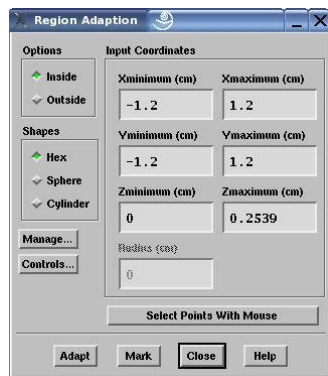 Region Adaption
Options
Inside
Outside
Shapes
Hex
Sphere
Cylinder
Manage...
Controls...
Input Coordinates
Xminimum (cm) Xmaximum (cm)
-1.2 1.2
Yminimum (cm) Ymaximum (cm)
-1.2 1.2
Zminimum (cm) Zmaximum (cm)
0 0.2539
Radius (cm)
0
Select Points With Mouse
Adapt Mark Close Help